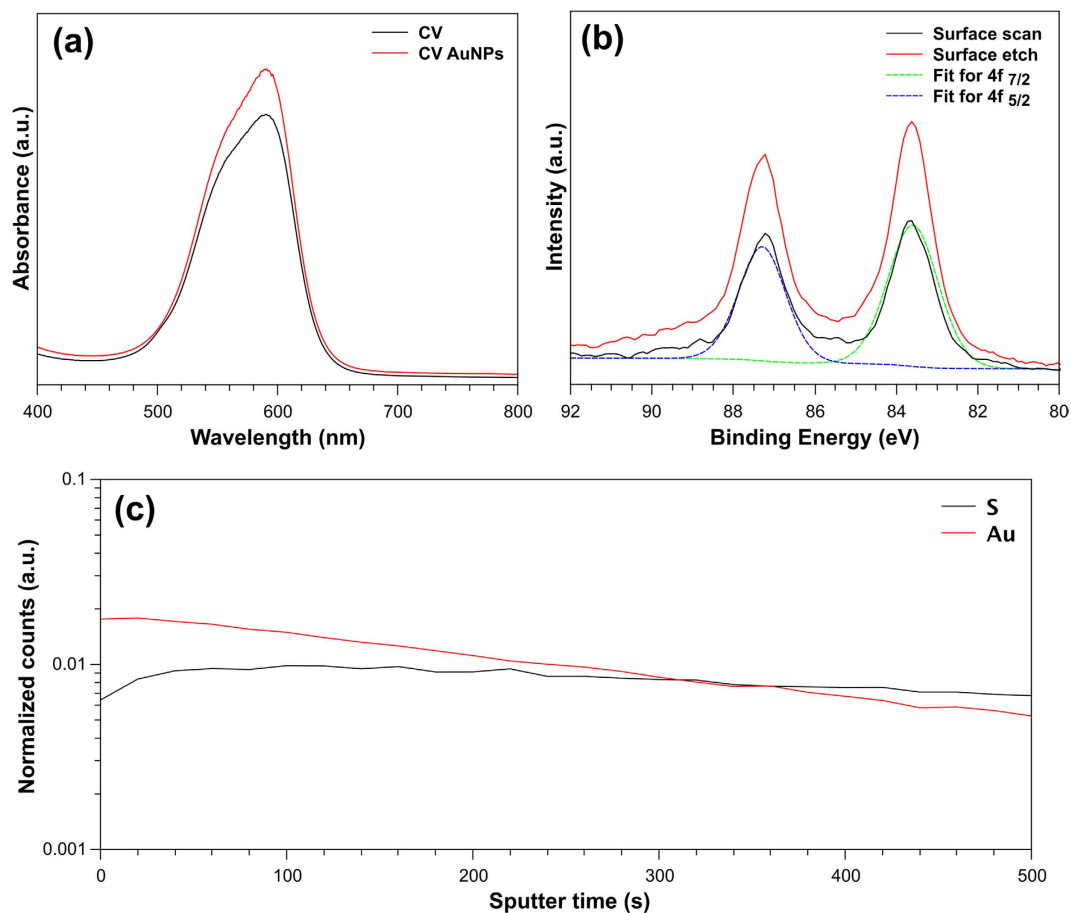 (a)
CV
CV AuNPs
Absorbance (a.u.)
400 500 600 700 800
Wavelength (nm)
(b)
Surface scan
Surface etch
Fit for 4f 7/2
Fit for 4f 5/2
Intensity (a.u.)
92 90 88 86 84 82 80
Binding Energy (eV)
(c)
S
Au
Normalized counts (a.u.)
0.1
0.01
0.001
0 100 200 300 400 500
Sputter time (s)